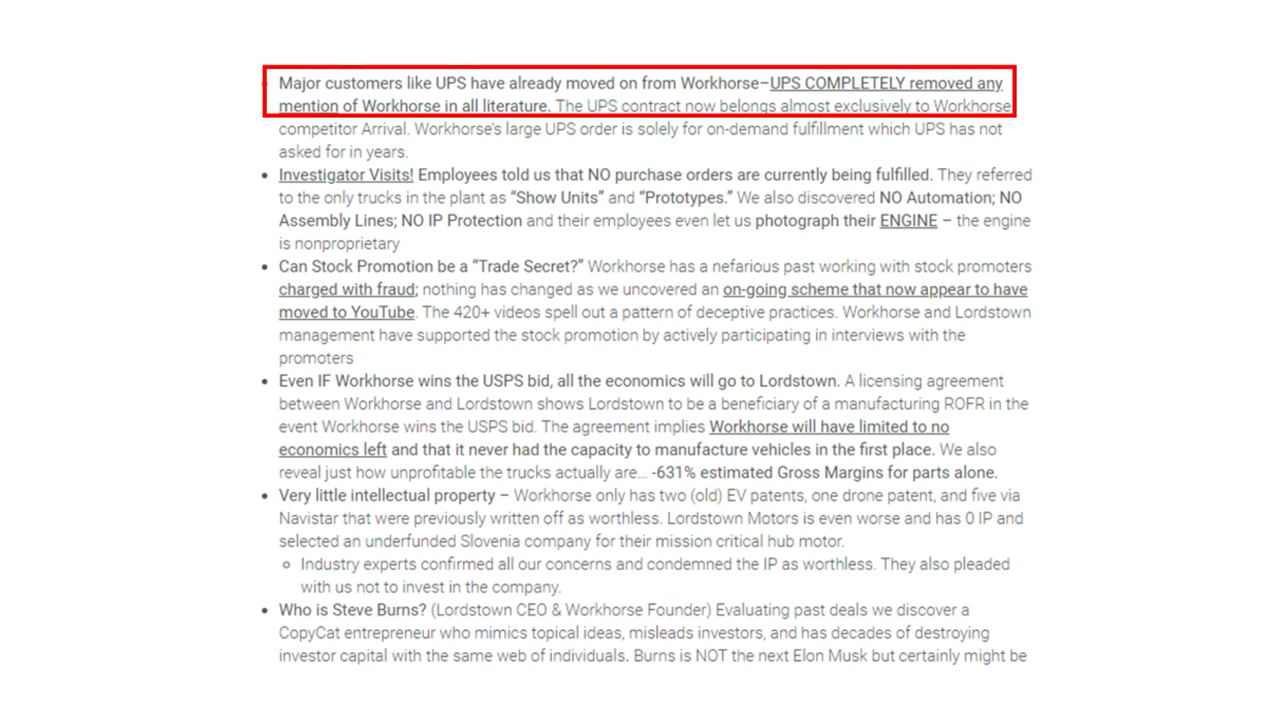 Major customers like UPS have already moved on from Workhorse–UPS COMPLETELY removed any
mention of Workhorse in all literature. The UPS contract now belongs almost exclusively to Workhorse
competitor Arrival. Workhorse's large UPS order is solely for on-demand fulfillment which UPS has not
asked for in years.
Investigator Visits! Employees told us that NO purchase orders are currently being fulfilled. They referred
to the only trucks in the plant as “Show Units” and “Prototypes.” We also discovered NO Automation; NO
Assembly Lines; NO IP Protection and their employees even let us photograph their ENGINE – the engine
is nonproprietary
Can Stock Promotion be a “Trade Secret?” Workhorse has a nefarious past working with stock promoters
charged with fraud; nothing has changed as we uncovered an on-going scheme that now appear to have
moved to YouTube. The 420+ videos spell out a pattern of deceptive practices. Workhorse and Lordstown
management have supported the stock promotion by actively participating in interviews with the
promoters
Even IF Workhorse wins the USPS bid, all the economics will go to Lordstown. A licensing agreement
between Workhorse and Lordstown shows Lordstown to be a beneficiary of a manufacturing ROFR in the
event Workhorse wins the USPS bid. The agreement implies Workhorse will have limited to no
economics left and that it never had the capacity to manufacture vehicles in the first place. We also
reveal just how unprofitable the trucks actually are… -631% estimated Gross Margins for parts alone.
Very little intellectual property – Workhorse only has two (old) EV patents, one drone patent, and five via
Navistar that were previously written off as worthless. Lordstown Motors is even worse and has 0 IP and
selected an underfunded Slovenia company for their mission critical hub motor.
Industry experts confirmed all our concerns and condemned the IP as worthless. They also pleaded
with us not to invest in the company.
Who is Steve Burns? (Lordstown CEO & Workhorse Founder) Evaluating past deals we discover a
CopyCat entrepreneur who mimics topical ideas, misleads investors, and has decades of destroying
investor capital with the same web of individuals. Burns is NOT the next Elon Musk but certainly might be